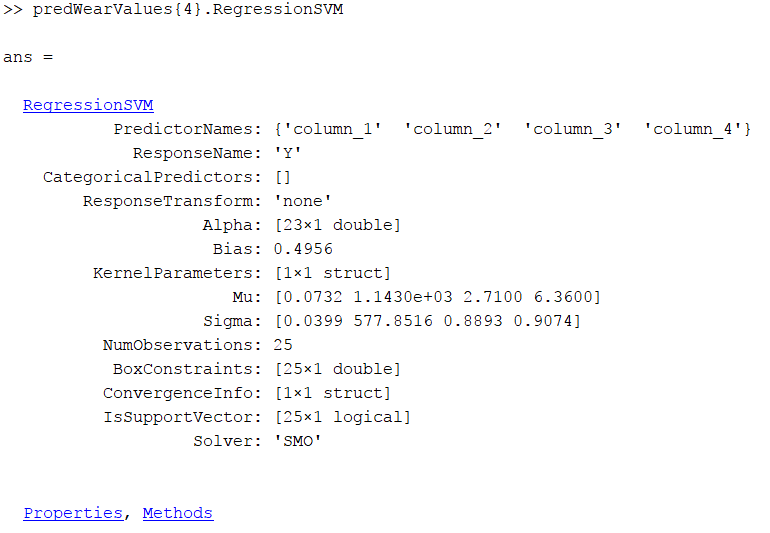 >> predWearValues{4}.RegressionSVM
ans =
RegressionSVM
PredictorNames: {'column_1'  'column_2'  'column_3'  'column_4'}
ResponseName: 'Y'
CategoricalPredictors: []
ResponseTransform: 'none'
Alpha: [23×1 double]
Bias: 0.4956
KernelParameters: [1×1 struct]
Mu: [0.0732 1.1430e+03 2.7100 6.3600]
Sigma: [0.0399 577.8516 0.8893 0.9074]
NumObservations: 25
BoxConstraints: [25×1 double]
ConvergenceInfo: [1×1 struct]
IsSupportVector: [25×1 logical]
Solver: 'SMO'
Properties, Methods